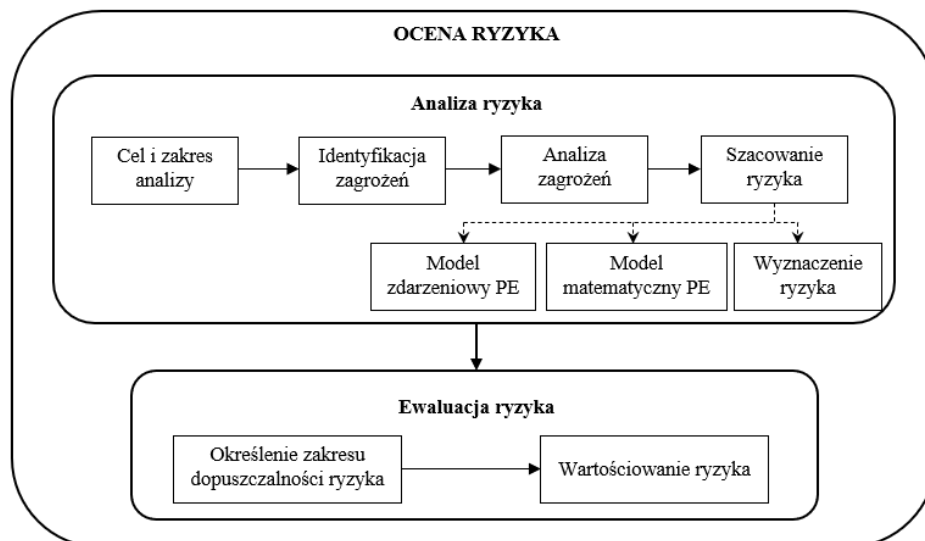 OCENA RYZYKA
Analiza ryzyka
Cel i zakres
analizy
Identyfikacja
zagrożeń
Analiza
zagrożeń
Szacowanie
ryzyka
Model
zdarzeniowy PE
Model
matematyczny PE
Wyznaczenie
ryzyka
Ewaluacja ryzyka
Określenie zakresu
dopuszczalności ryzyka
Wartościowanie ryzyka